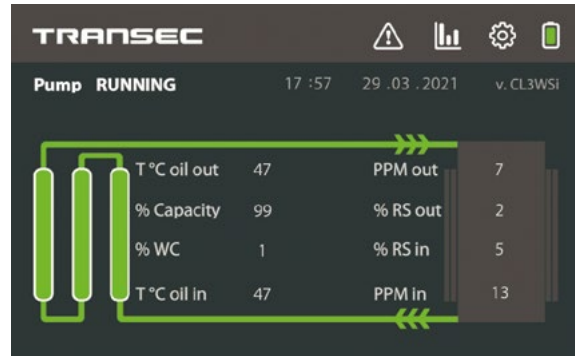 TRANSEC
Pump RUNNING 17 :57 29 .03 .2021 v. CL3WSi
T °C oil out 47 PPM out 7
% Capacity 99 % RS out 2
% WC 1 % RS in 5
T °C oil in 47 PPM in 13